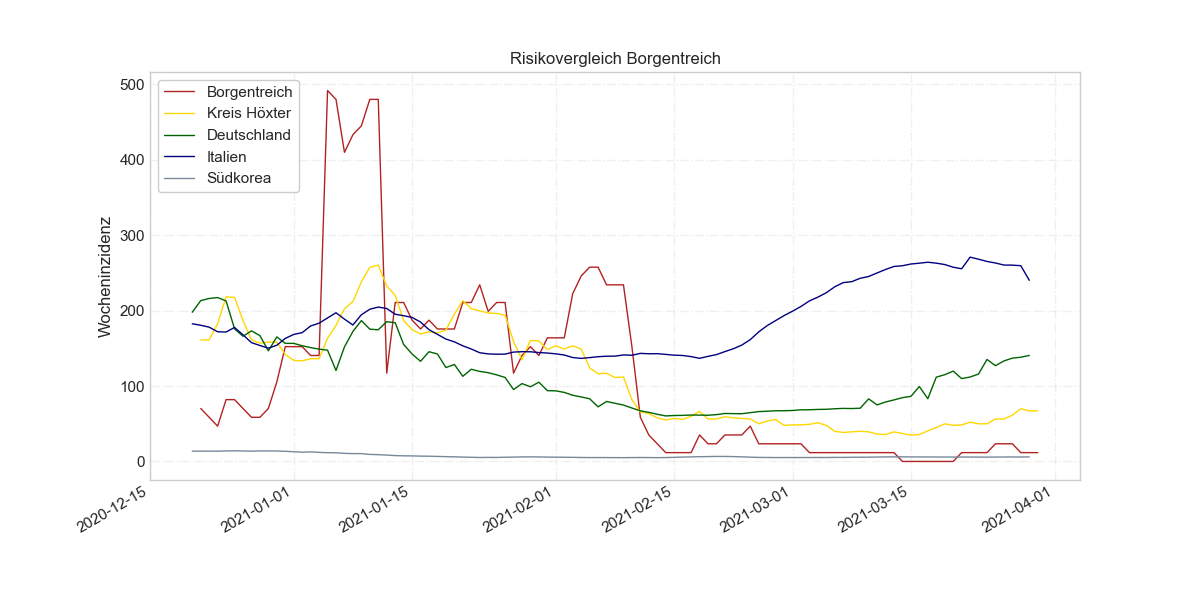 Risikovergleich Borgentreich
Wocheninzidenz
500
400
300
200
100
0
Borgentreich
Kreis Höxter
Deutschland
Italien
Südkorea
2020-12-15
2021-01-01
2021-01-15
2021-02-01
2021-02-15
2021-03-01
2021-03-15
2021-04-01